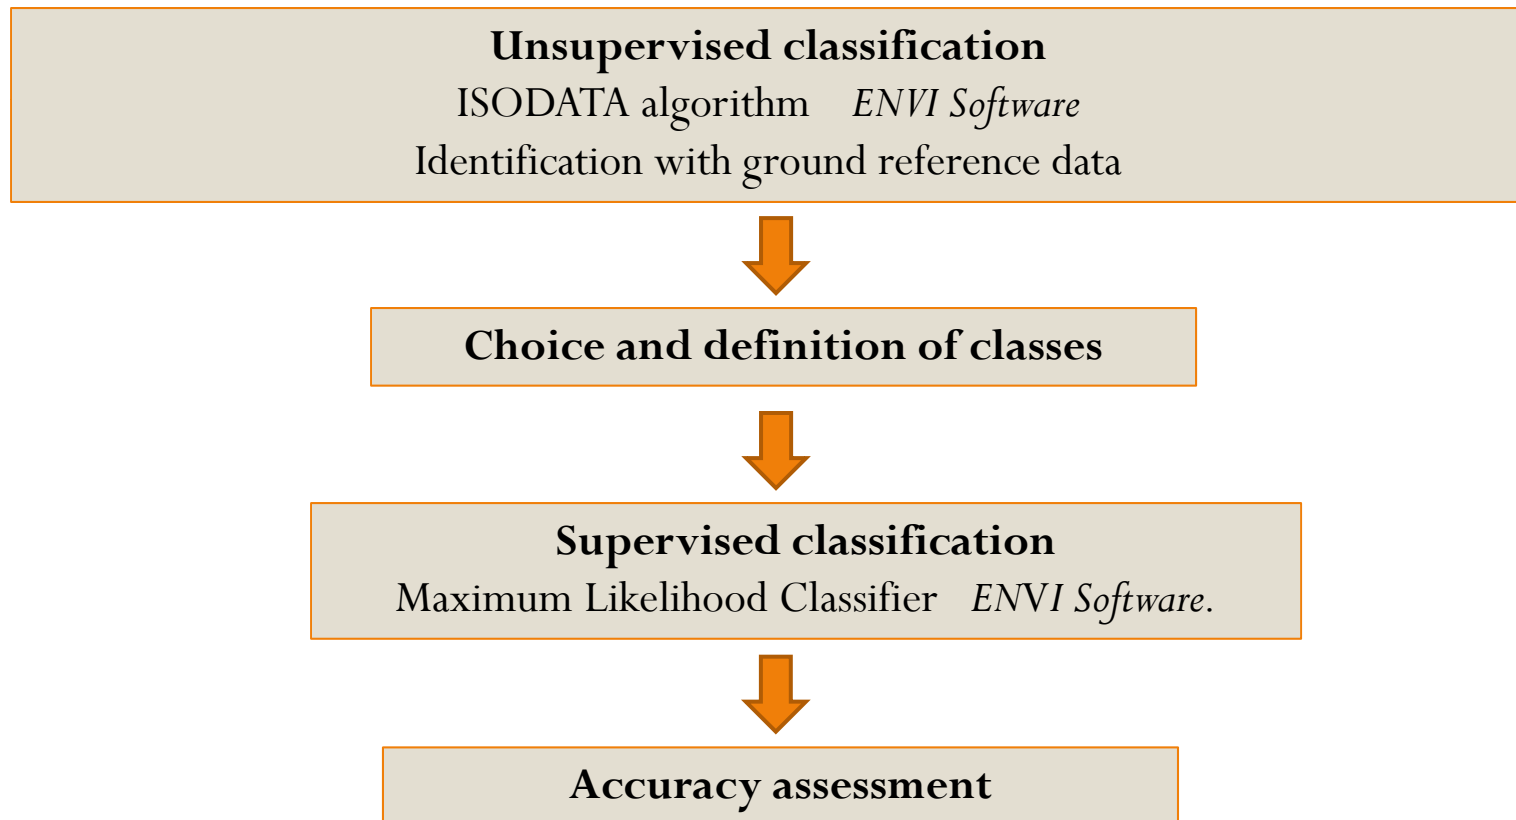 Unsupervised classification
ISODATA algorithm ENVI Software
Identification with ground reference data
Choice and definition of classes
Supervised classification
Maximum Likelihood Classifier ENVI Software.
Accuracy assessment